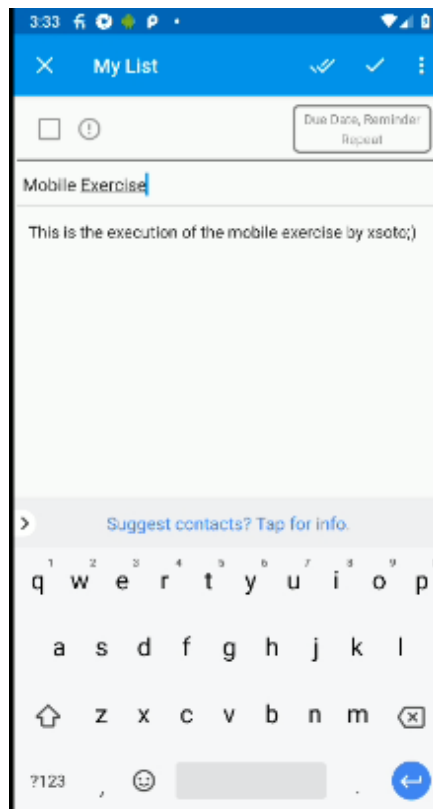 3:33
My List
Due Date, Reminder
Repeat
Mobile Exercise
This is the execution of the mobile exercise by xsoto;)
Suggest contacts? Tap for info.
1 2 3 4 5 6 7 8 9
q w e r t y u i o p
a s d f g h j k l
z x c v b n m
?123 , .